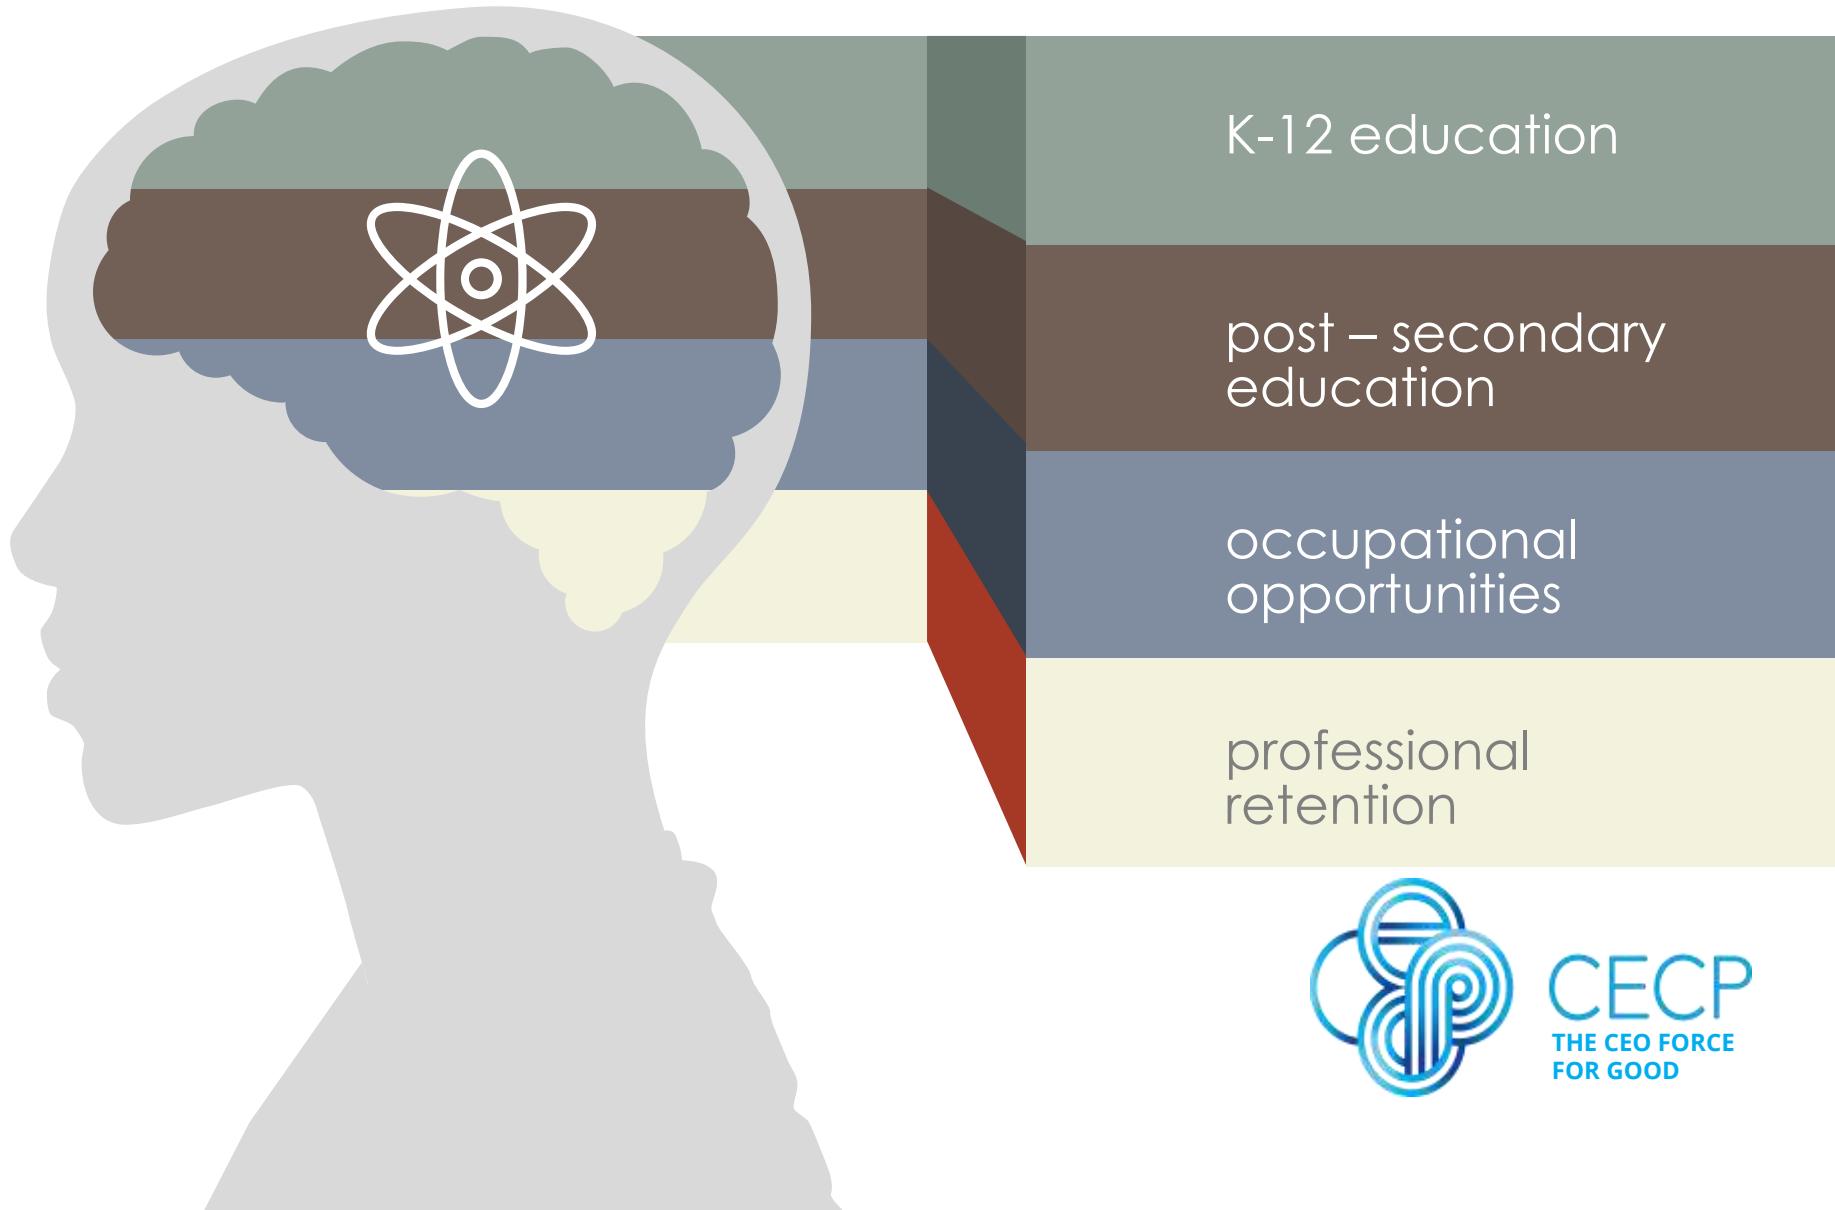 K-12 education
post – secondary
education
occupational
opportunities
professional
retention
CECP
THE CEO FORCE
FOR GOOD